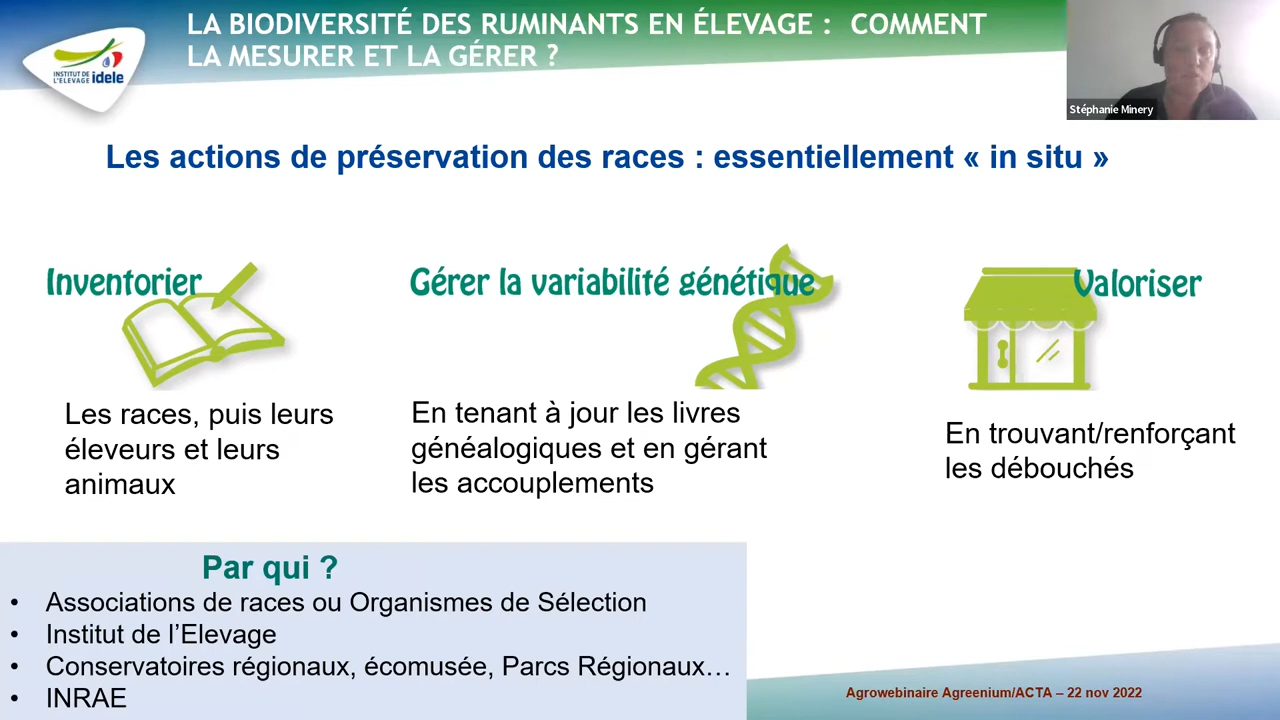 LA BIODIVERSITÉ DES RUMINANTS EN ÉLEVAGE : COMMENT
LA MESURER ET LA GÉRER ?
INSTITUT DE
L'ELEVAGE idele
Stéphanie Minery
Les actions de préservation des races : essentiellement « in situ »
Inventorier
Gérer la variabilité génétique
Valoriser
Les races, puis leurs
éleveurs et leurs
animaux
En tenant à jour les livres
généalogiques et en gérant
les accouplements
En trouvant/renforçant
les débouchés
Par qui ?
• Associations de races ou Organismes de Sélection
• Institut de l’Elevage
• Conservatoires régionaux, écomusée, Parcs Régionaux…
• INRAE
Agrowebinaire Agreenium/ACTA – 22 nov 2022